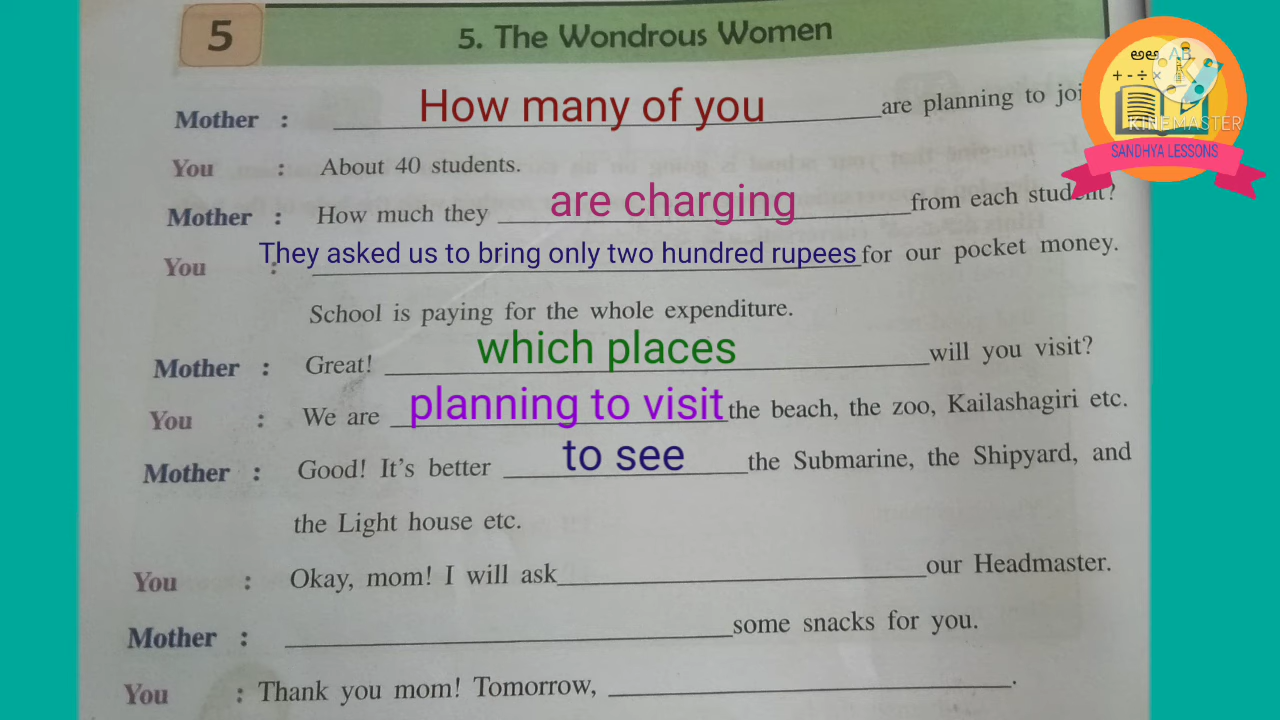 5 5. The Wondrous Women
Mother : How many of you are planning to
You : About 40 students.
Mother : How much they are charging from each student?
You : They asked us to bring only two hundred rupees for our pocket money.
School is paying for the whole expenditure.
Mother : Great! which places will you visit?
You : We are planning to visit the beach, the zoo, Kailashagiri etc.
Mother : Good! It's better to see the Submarine, the Shipyard, and
the Light house etc.
You : Okay, mom! I will ask our Headmaster.
Mother : some snacks for you.
You : Thank you mom! Tomorrow, .
ಅಆ AB
+ - ÷ ×
KINEMASTER
SANDHYA LESSONS